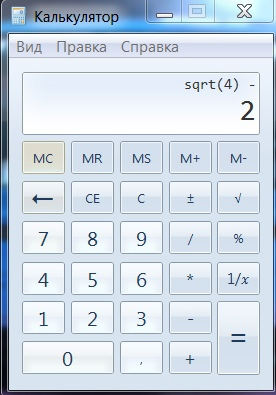 Калькулятор
Вид Правка Справка
sqrt(4) -
2
MC MR MS M+ M-
← CE C ± √
7 8 9 / %
4 5 6 * 1/x
1 2 3 - =
0 , +